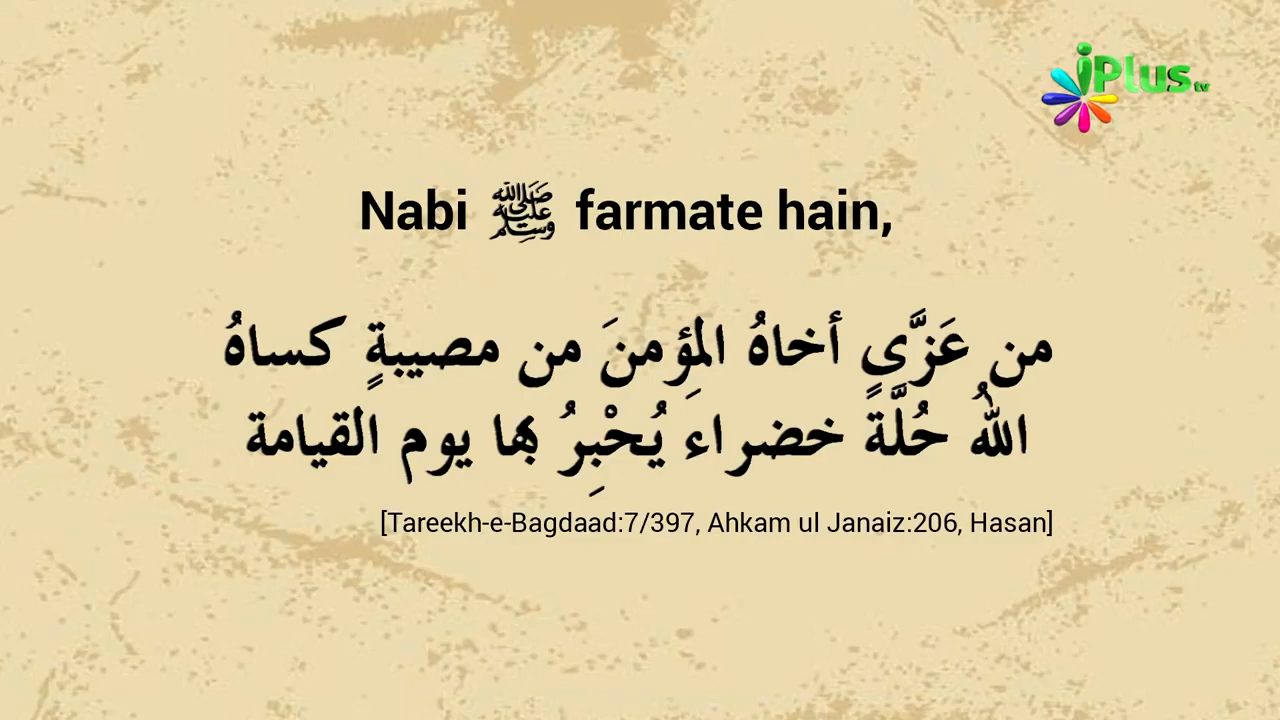 iPlus tv
Nabi ﷺ farmate hain,
من عَزَّى أخاهُ المؤمنَ من مصيبةٍ كساهُ
اللهُ حُلَّةً خضراءَ يُحْبِرُ بها يوم القيامة
[Tareekh-e-Bagdaad:7/397, Ahkam ul Janaiz:206, Hasan]